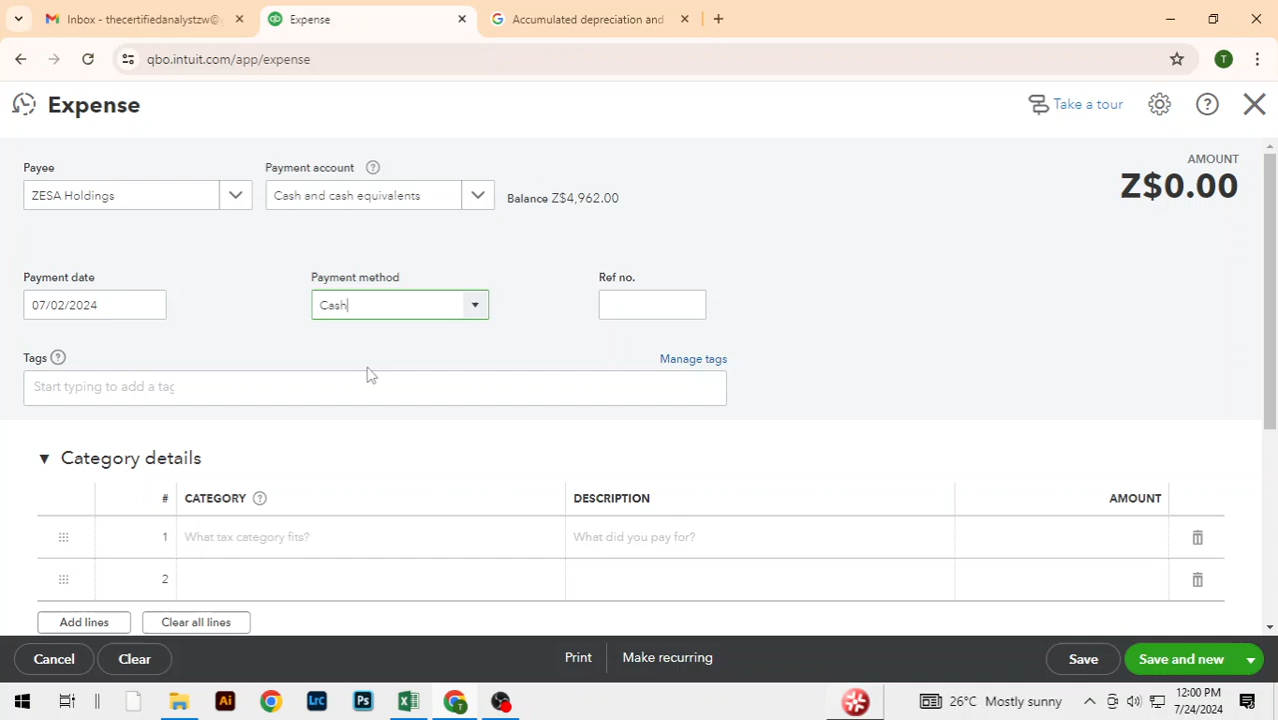 Inbox - thecertifiedanalystzw@
Expense
Accumulated depreciation and
qbo.intuit.com/app/expense
T
Expense
Take a tour
Payee
Payment account
AMOUNT
ZESA Holdings
Cash and cash equivalents
Balance Z$4,962.00
Z$0.00
Payment date
Payment method
Ref no.
07/02/2024
Cash
Tags
Manage tags
Start typing to add a tag
Category details
# CATEGORY DESCRIPTION AMOUNT
1 What tax category fits? What did you pay for?
2
Add lines
Clear all lines
Cancel
Clear
Print
Make recurring
Save
Save and new
Ai
Lrc
Ps
26°C Mostly sunny
12:00 PM
7/24/2024